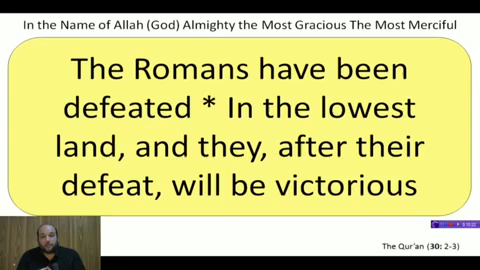 In the Name of Allah (God) Almighty the Most Gracious The Most Merciful
The Romans have been
defeated * In the lowest
land, and they, after their
defeat, will be victorious
The Qur'an (30: 2-3)